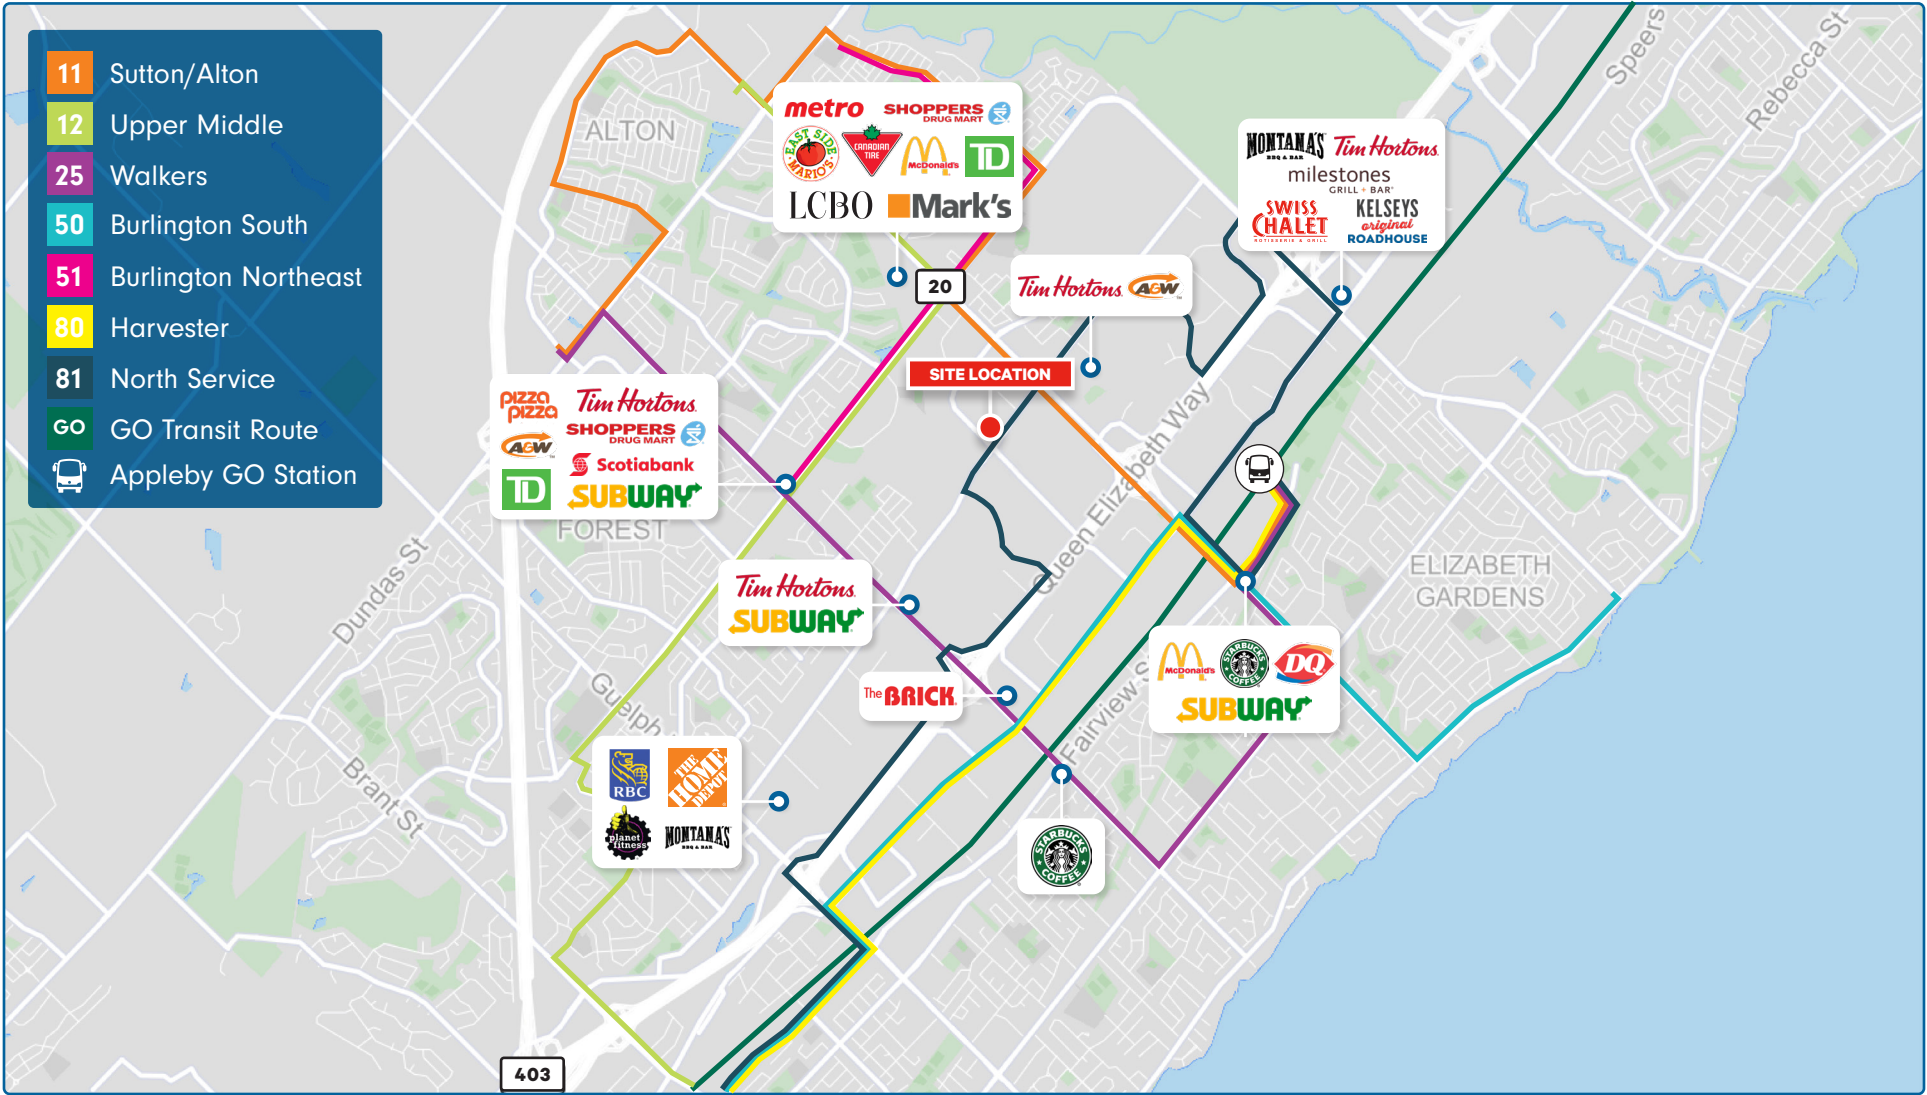 11 Sutton/Alton
12 Upper Middle
25 Walkers
50 Burlington South
51 Burlington Northeast
80 Harvester
81 North Service
GO GO Transit Route
Appleby GO Station
ALTON
metro SHOPPERS
DRUG MART
EAST SIDE
MARIO'S
CANADIAN
TIRE
McDonald's
TD
LCBO Mark's
20
MONTANA'S
BBQ & BAR
Tim Hortons.
milestones
GRILL + BAR
SWISS
CHALET
ROTISSERIE & GRILL
KELSEYS
original
ROADHOUSE
Speers
Rebecca St
Tim Hortons. A&W
SITE LOCATION
pizza
pizza
Tim Hortons.
A&W
SHOPPERS
DRUG MART
TD
Scotiabank
SUBWAY
FOREST
Dundas St
Queen Elizabeth Way
Tim Hortons.
SUBWAY
ELIZABETH
GARDENS
The BRICK
McDonald's
STARBUCKS
COFFEE
DQ
SUBWAY
Fairview S
Guelph
Brant St
RBC
THE
HOME
DEPOT
planet
fitness
MONTANA'S
BBQ & BAR
STARBUCKS
COFFEE
403